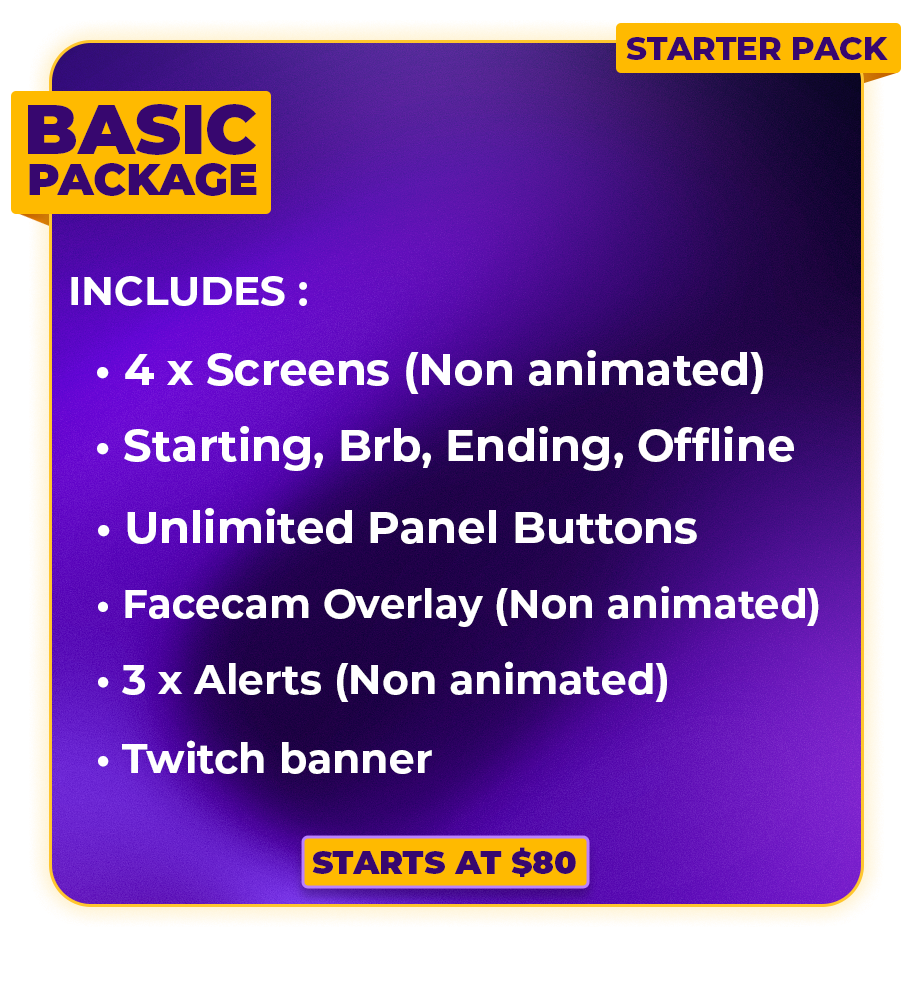 STARTER PACK
BASIC
PACKAGE
INCLUDES :
• 4 x Screens (Non animated)
• Starting, Brb, Ending, Offline
• Unlimited Panel Buttons
• Facecam Overlay (Non animated)
• 3 x Alerts (Non animated)
• Twitch banner
STARTS AT $80